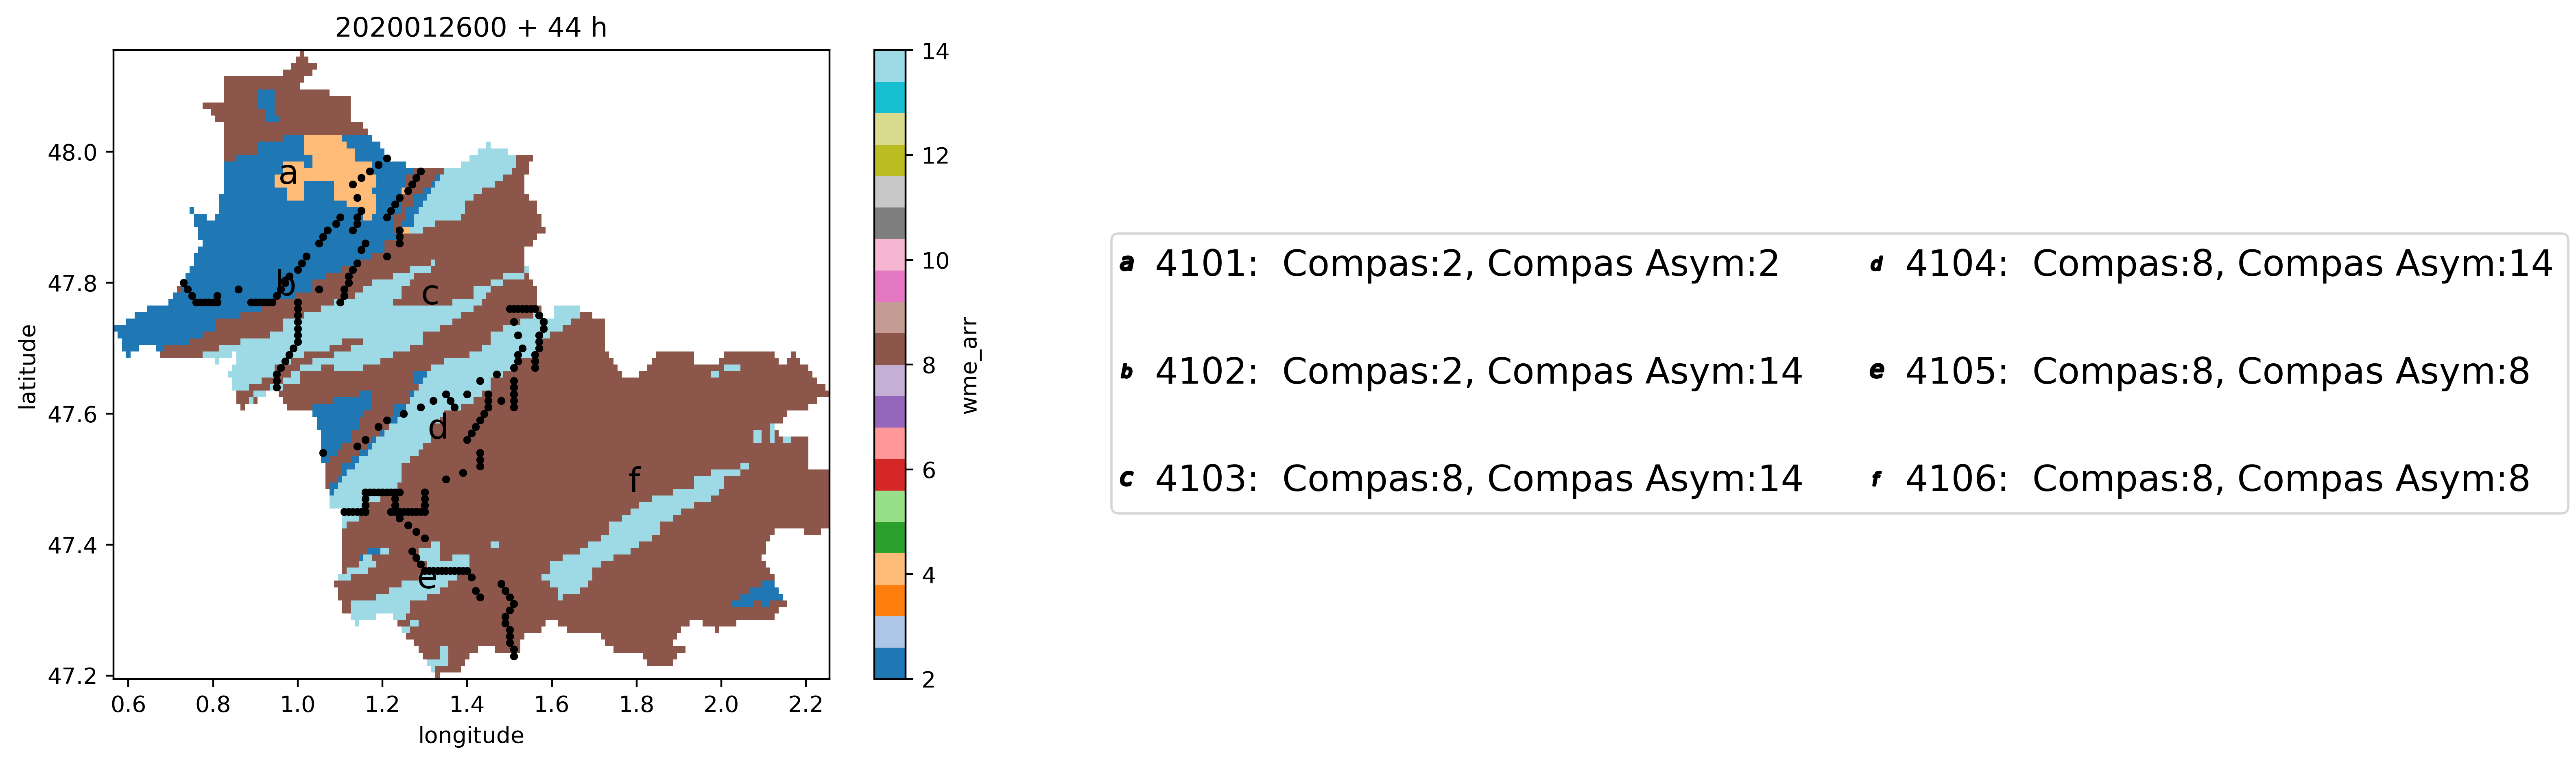 2020012600 + 44 h
latitude
48.0
47.8
47.6
47.4
47.2
a
b
c
d
e
f
0.6 0.8 1.0 1.2 1.4 1.6 1.8 2.0 2.2
longitude
14
12
10
8
6
4
2
wme_arr
a 4101: Compas:2, Compas Asym:2
b 4102: Compas:2, Compas Asym:14
c 4103: Compas:8, Compas Asym:14
d 4104: Compas:8, Compas Asym:14
e 4105: Compas:8, Compas Asym:8
f 4106: Compas:8, Compas Asym:8